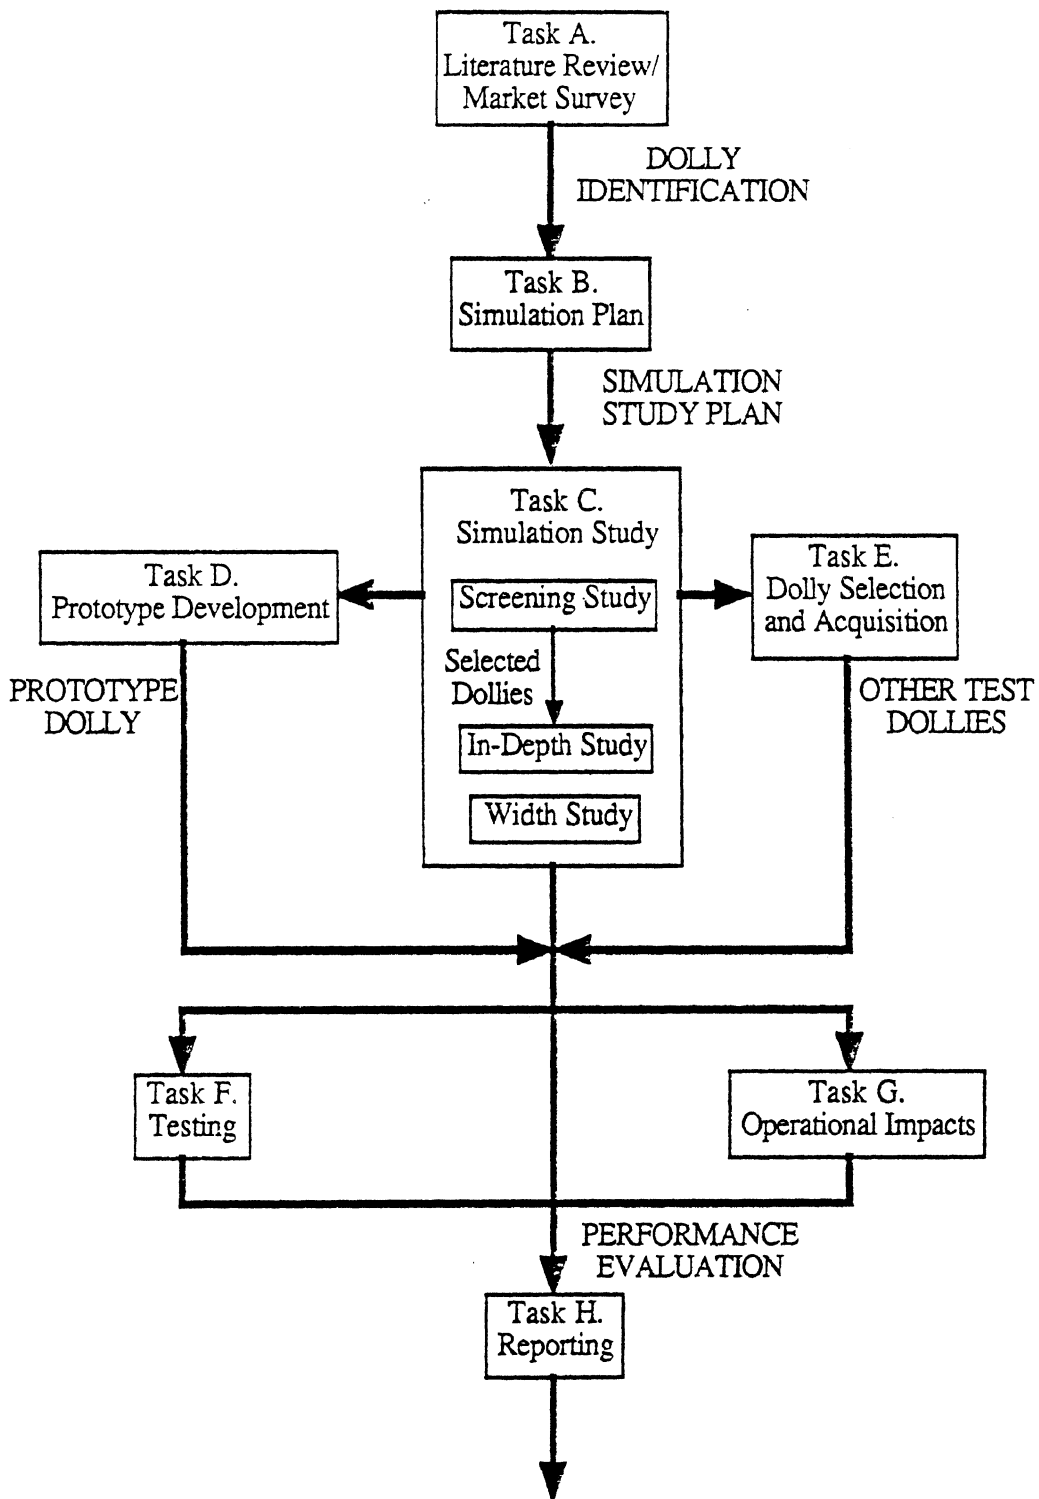 Task A.
Literature Review/
Market Survey
DOLLY
IDENTIFICATION
Task B.
Simulation Plan
SIMULATION
STUDY PLAN
Task C.
Simulation Study
Screening Study
Selected
Dollies
In-Depth Study
Width Study
Task D.
Prototype Development
PROTOTYPE
DOLLY
Task E.
Dolly Selection
and Acquisition
OTHER TEST
DOLLIES
Task F.
Testing
Task G.
Operational Impacts
PERFORMANCE
EVALUATION
Task H.
Reporting